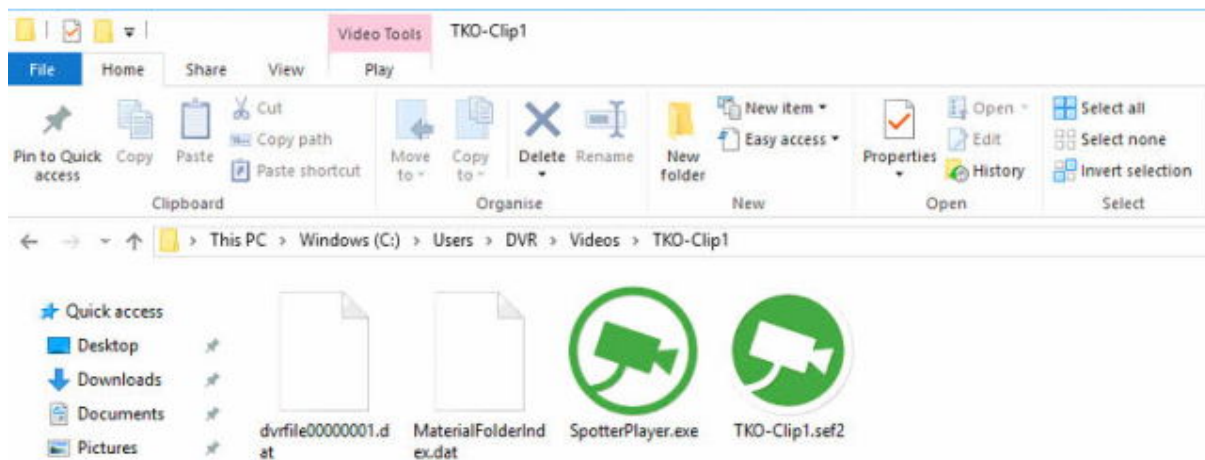 Video Tools TKO-Clip1
File Home Share View Play
Pin to Quick access
Copy
Paste
Cut
Copy path
Paste shortcut
Clipboard
Move to
Copy to
Delete
Rename
Organise
New folder
New item
Easy access
New
Properties
Open
Edit
History
Open
Select all
Select none
Invert selection
Select
This PC > Windows (C:) > Users > DVR > Videos > TKO-Clip1
Quick access
Desktop
Downloads
Documents
Pictures
dvrfile00000001.d
at
MaterialFolderInd
ex.dat
SpotterPlayer.exe
TKO-Clip1.sef2